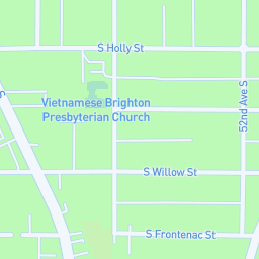 S Holly St
Vietnamese Brighton
Presbyterian Church
52nd Ave S
S Willow St
S Frontenac St